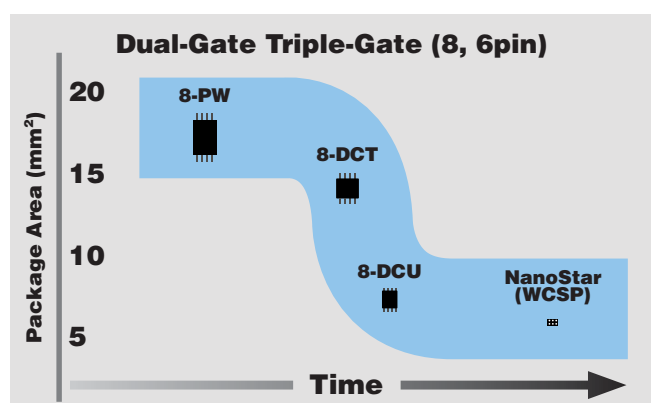 Dual-Gate Triple-Gate (8, 6pin)
Package Area (mm²)
20
8-PW
8-DCT
15
10
8-DCU
NanoStar
(WCSP)
5
Time